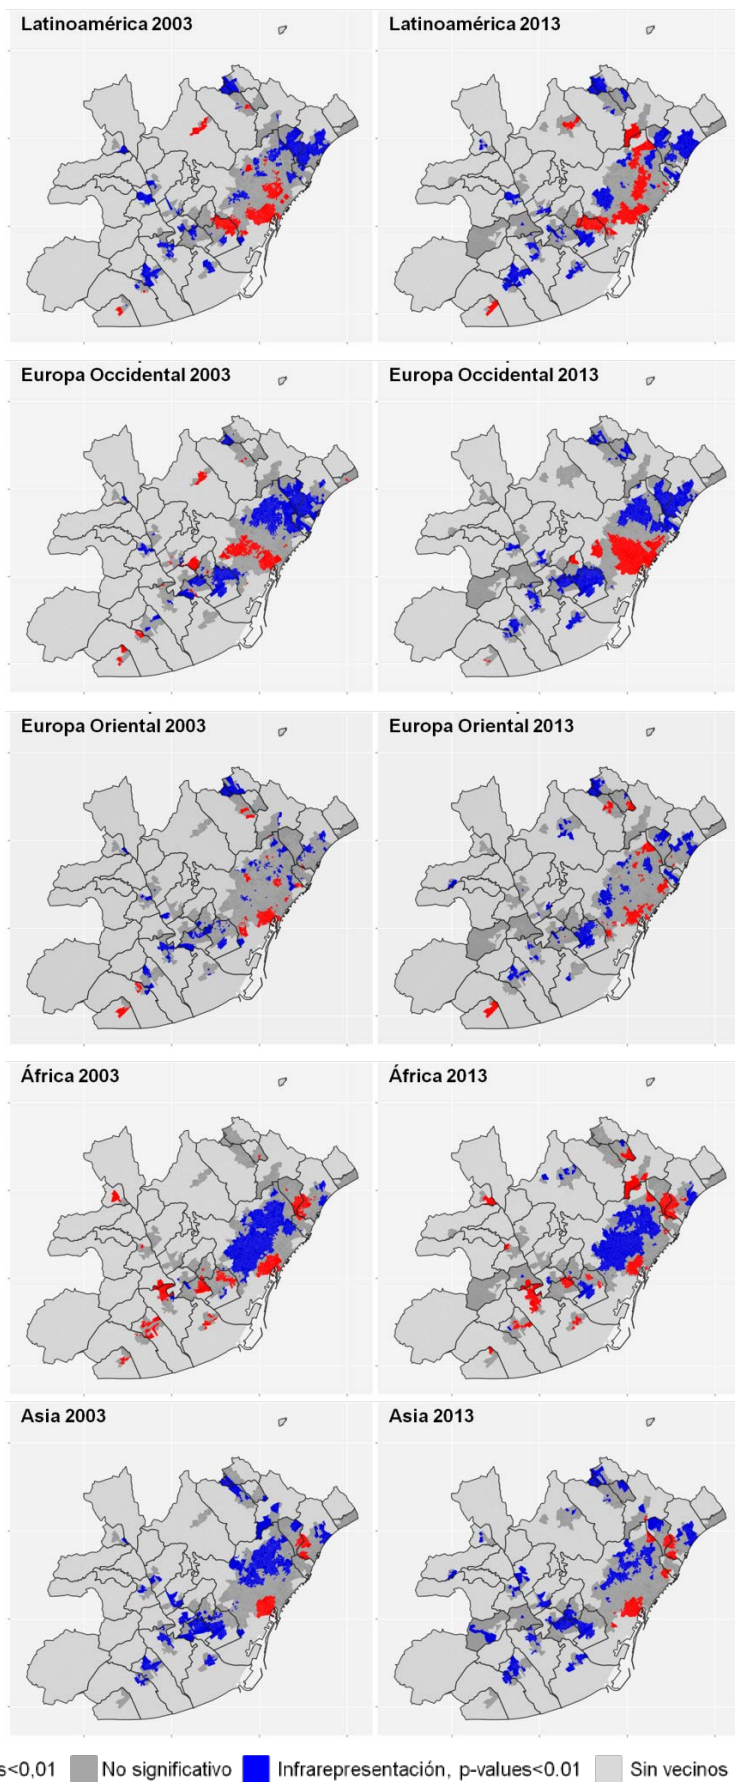 Latinoamérica 2003
Latinoamérica 2013
Europa Occidental 2003
Europa Occidental 2013
Europa Oriental 2003
Europa Oriental 2013
África 2003
África 2013
Asia 2003
Asia 2013
s<0,01 No significativo Infrarepresentación, p-values<0.01 Sin vecinos